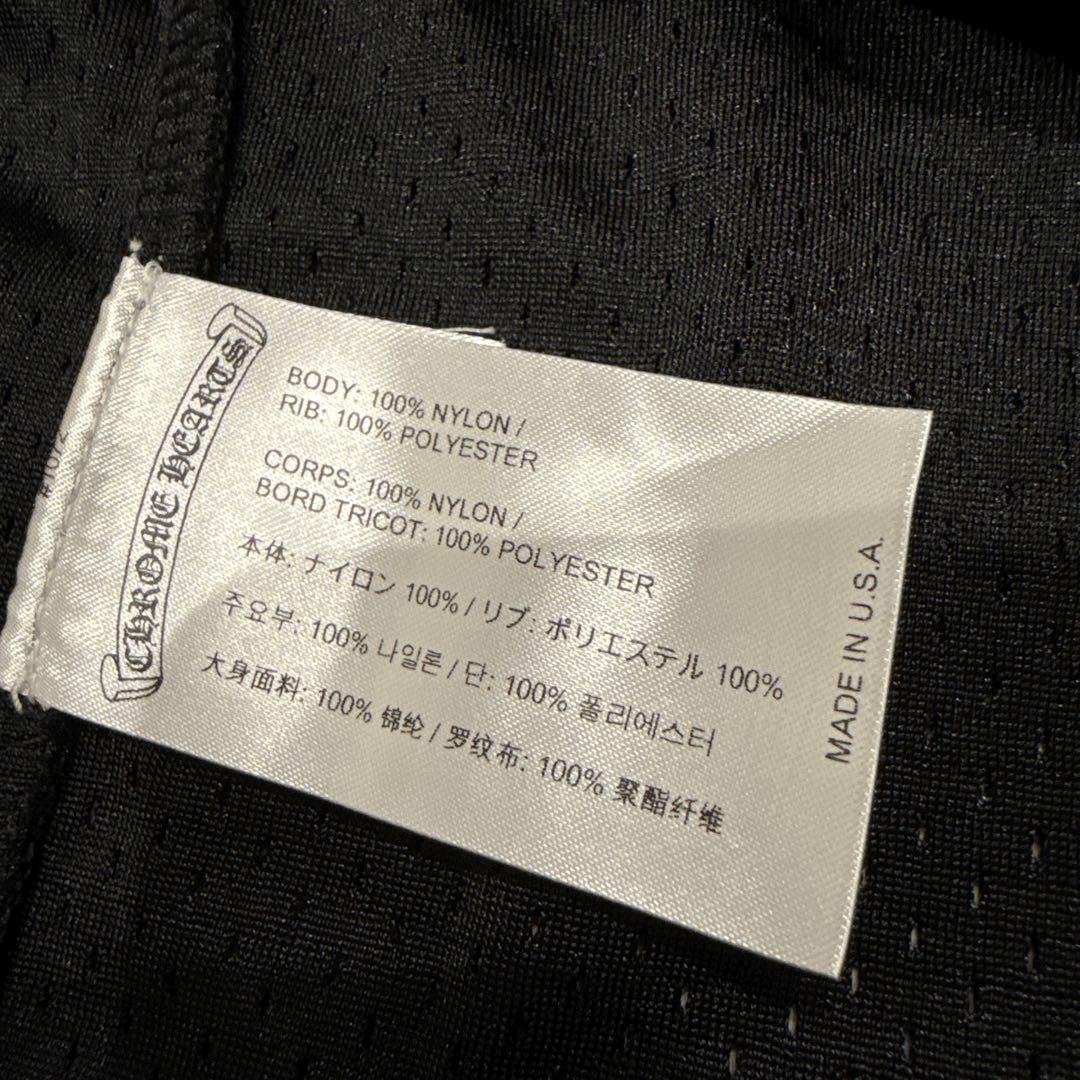 CHROME HEARTS
BODY: 100% NYLON /
RIB: 100% POLYESTER
CORPS: 100% NYLON /
BORD TRICOT: 100% POLYESTER
本体: ナイロン 100% / リブ: ポリエステル 100%
주요부: 100% 나일론 / 단: 100% 폴리에스터
大身面料: 100% 锦纶 / 罗纹布: 100% 聚酯纤维
MADE IN U.S.A.